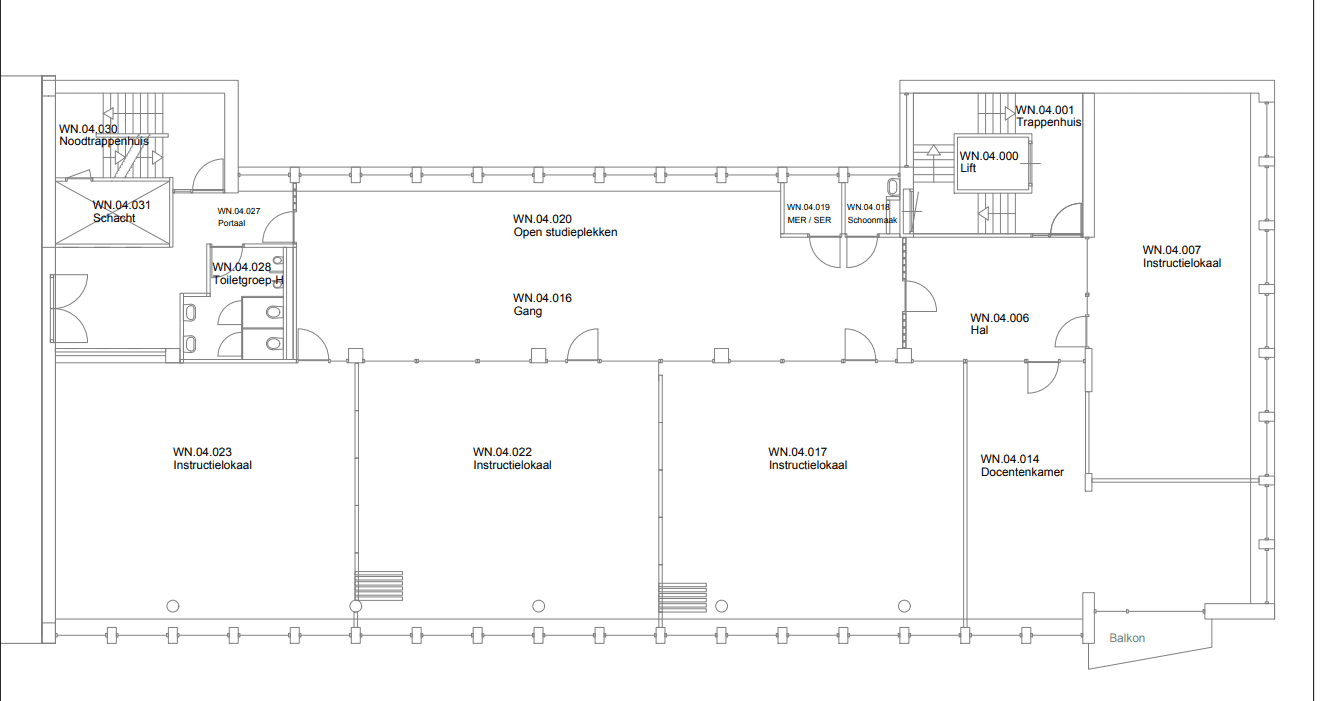 WN.04.030
Noodtrappenhuis
WN.04.001
Trappenhuis
WN.04.000
Lift
WN.04.031
Schacht
WN.04.027
Portaal
WN.04.020
Open studieplekken
WN.04.019
MER / SER
WN.04.018
Schoonmaak
WN.04.007
Instructielokaal
WN.04.028
Toiletgroep-H
WN.04.016
Gang
WN.04.006
Hal
WN.04.023
Instructielokaal
WN.04.022
Instructielokaal
WN.04.017
Instructielokaal
WN.04.014
Docentenkamer
Balkon